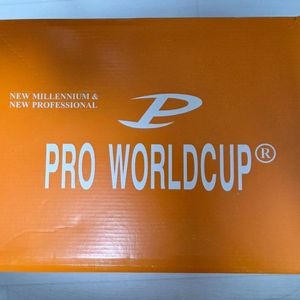 NEW MILLENNIUM &
NEW PROFESSIONAL
P
PRO WORLDCUP®